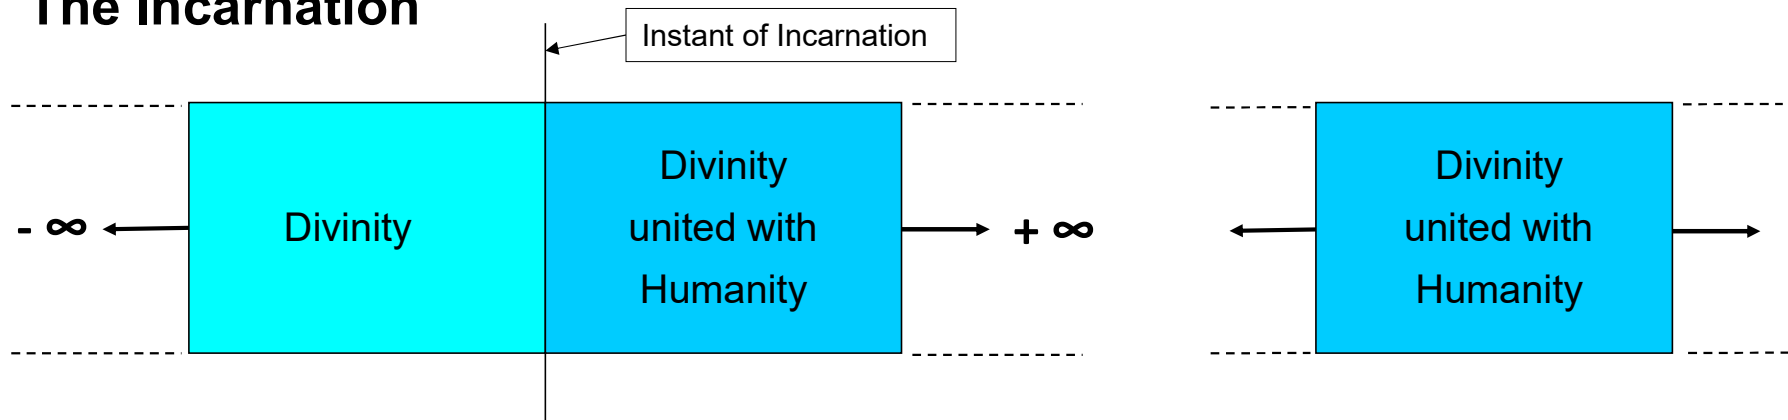 The Incarnation
Instant of Incarnation
- ∞
Divinity
Divinity
united with
Humanity
+ ∞
Divinity
united with
Humanity